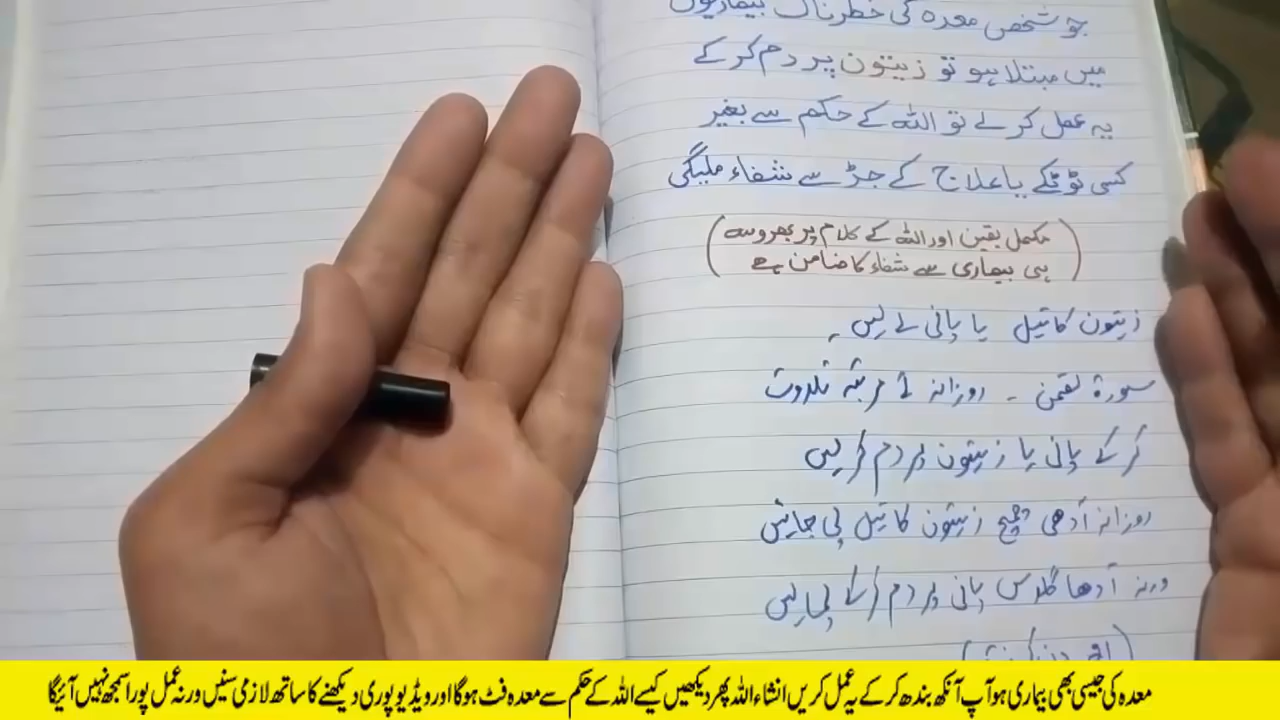 جو شخص معدہ کی خطرناک بیماریوں
میں مبتلا ہو تو زیتون پر دم کر کے
یہ عمل کر لے تو اللہ کے حکم سے بغیر
کسی ٹوٹکے یا علاج کے جڑ سے شفاء ملیگی
(مکمل یقین اور اللہ کے کلام پر بھروسہ
ہی بیماری سے شفاء کا ضامن ہے)
زیتون کا تیل یا پانی لے لیں ۔
سورۃ لقمٰن ۔ روزانہ 1 مرتبہ تلاوت
کر کے پانی یا زیتون پر دم کر لیں
روزانہ آدھی چمچ زیتون کا تیل پی جائیں
ورنہ آدھا گلاس پانی پر دم کر کے پی لیں
معدہ کی جیسی بھی بیماری ہو آپ آنکھ بند کر کے یہ عمل کریں انشاء اللہ پھر دیکھیں کیسے اللہ کے حکم سے معدہ فٹ ہوگا اور ویڈیو پوری دیکھنے کا ساتھ لازمی سنیں ورنہ عمل پورا سمجھ نہیں آئیگا